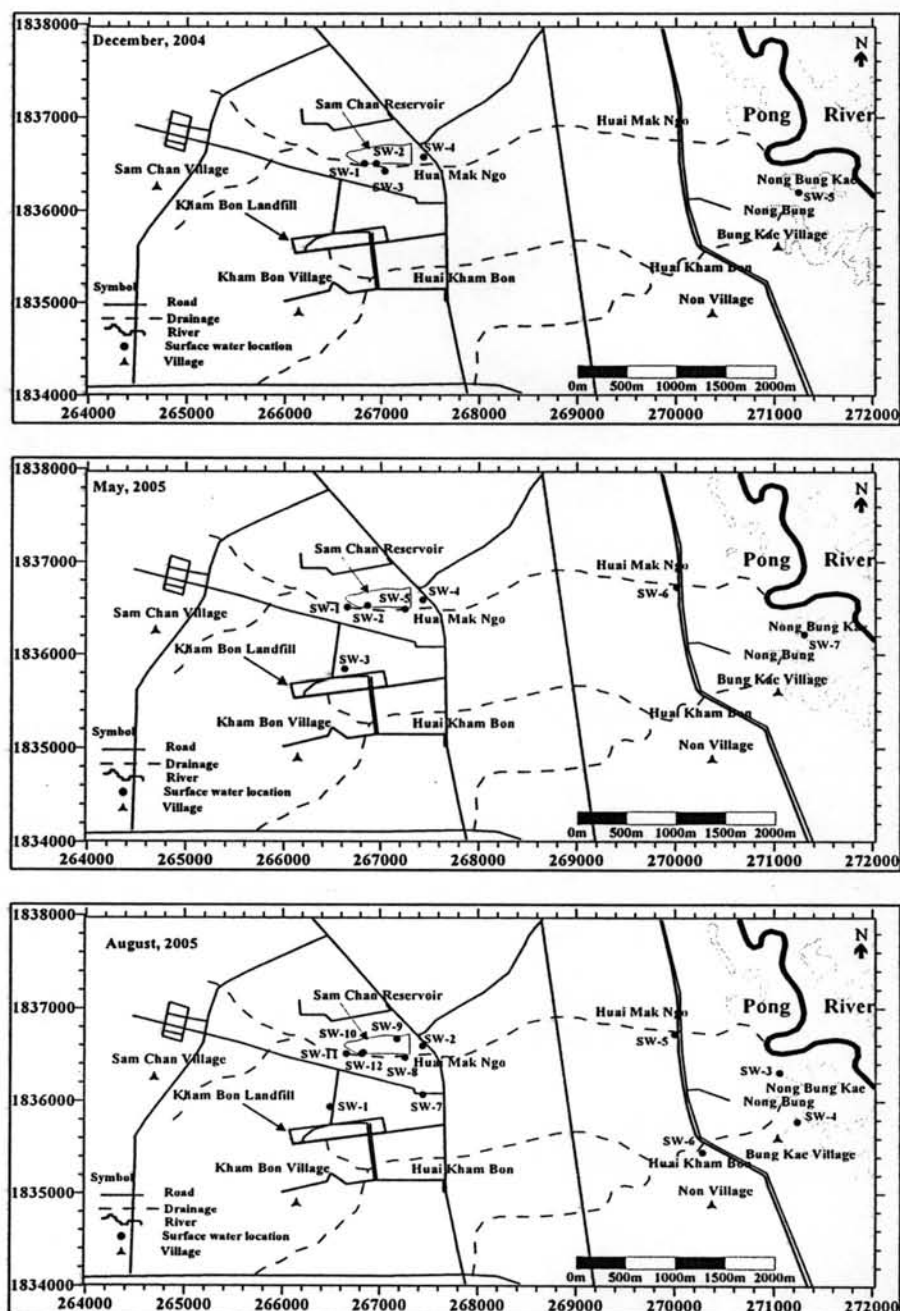 1838000
December, 2004
N
1837000
Sam Chan Reservoir
Huai Mak Ngo
Pong River
SW-2
SW-4
Sam Chan Village
SW-1
Huai Mak Ngo
SW-3
Nong Bung Kae
SW-5
1836000
Kham Bon Landfill
Nong Bung
Bung Kae Village
Kham Bon Village
Huai Kham Bon
Huai Kham Bon
1835000
Symbol
Road
Non Village
Drainage
River
Surface water location
Village
0m 500m 1000m 1500m 2000m
1834000
264000 265000 266000 267000 268000 269000 270000 271000 272000
1838000
May, 2005
N
1837000
Sam Chan Reservoir
Huai Mak Ngo
Pong River
SW-5
SW-4
SW-6
SW-1
Sam Chan Village
SW-2
Huai Mak Ngo
Nong Bung Kae
SW-7
1836000
SW-3
Kham Bon Landfill
Nong Bung
Bung Kae Village
Kham Bon Village
Huai Kham Bon
Huai Kham Bon
1835000
Symbol
Road
Non Village
Drainage
River
Surface water location
Village
0m 500m 1000m 1500m 2000m
1834000
264000 265000 266000 267000 268000 269000 270000 271000 272000
1838000
August, 2005
N
1837000
Sam Chan Reservoir
Huai Mak Ngo
Pong River
SW-10
SW-9
SW-2
SW-5
SW-11
Sam Chan Village
SW-12
Huai Mak Ngo
SW-8
SW-3
Nong Bung Kae
1836000
Kham Bon Landfill
SW-1
SW-7
Nong Bung
SW-4
SW-6
Bung Kae Village
Kham Bon Village
Huai Kham Bon
Huai Kham Bon
1835000
Symbol
Road
Non Village
Drainage
River
Surface water location
Village
0m 500m 1000m 1500m 2000m
1834000
264000 265000 266000 267000 268000 269000 270000 271000 272000